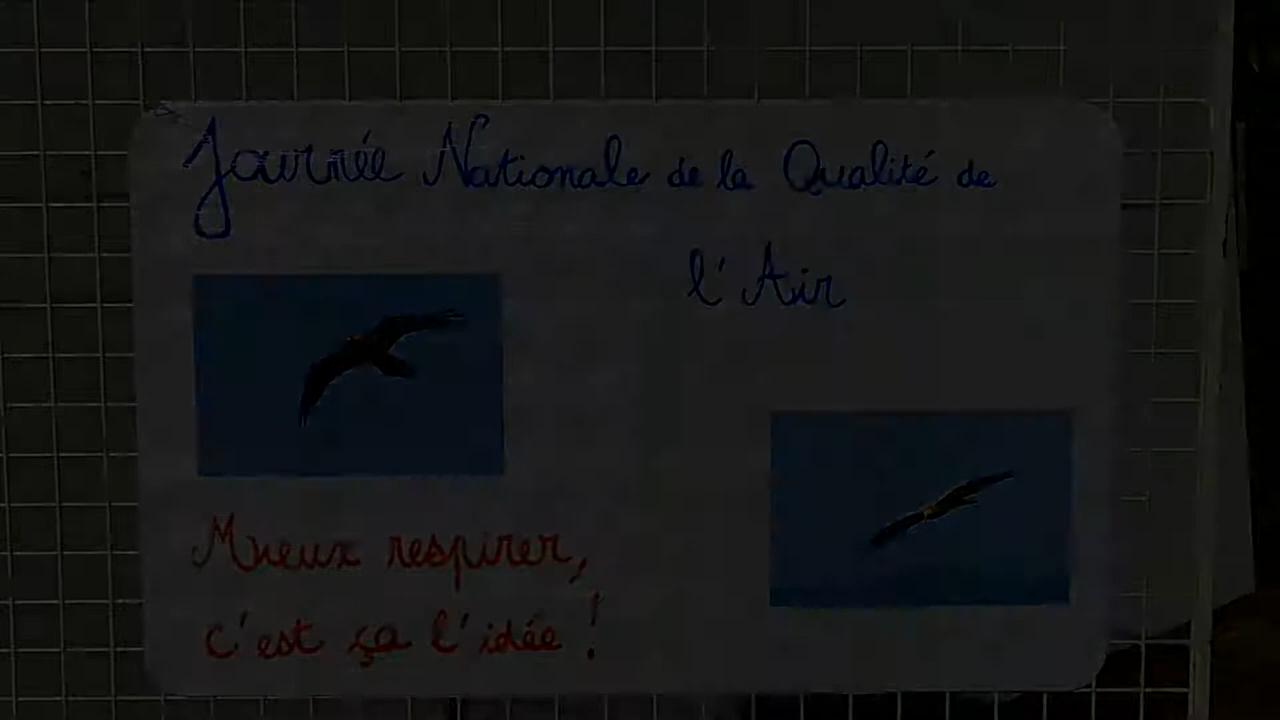 Journée Nationale de la Qualité de
l'Air
Mieux respirer,
c'est ça l'idée !